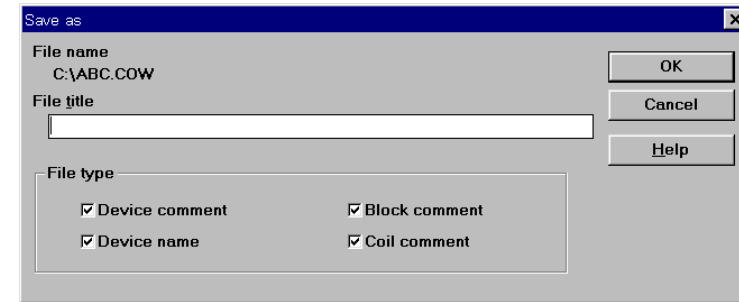 Save as
File name
C:\ABC.COW
File title
OK
Cancel
Help
File type
Device comment
Block comment
Device name
Coil comment